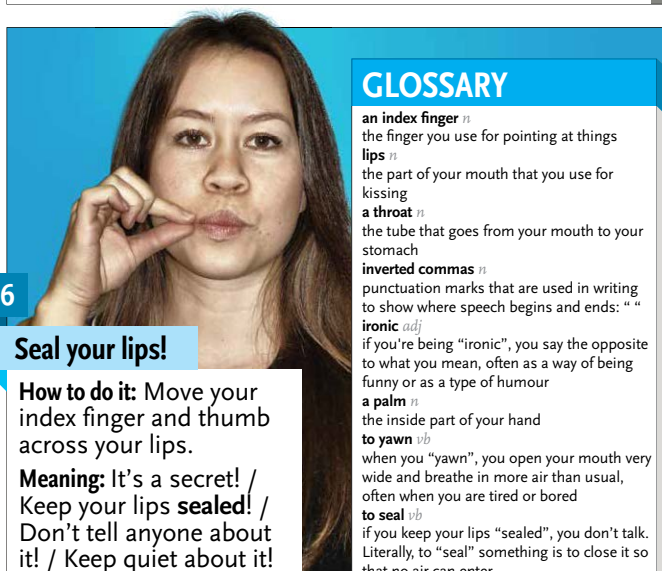 6
Seal your lips!
How to do it: Move your
index finger and thumb
across your lips.
Meaning: It's a secret! /
Keep your lips sealed! /
Don't tell anyone about
it! / Keep quiet about it!
GLOSSARY
an index finger n
the finger you use for pointing at things
lips n
the part of your mouth that you use for
kissing
a throat n
the tube that goes from your mouth to your
stomach
inverted commas n
punctuation marks that are used in writing
to show where speech begins and ends: “ “
ironic adj
if you're being “ironic”, you say the opposite
to what you mean, often as a way of being
funny or as a type of humour
a palm n
the inside part of your hand
to yawn vb
when you “yawn”, you open your mouth very
wide and breathe in more air than usual,
often when you are tired or bored
to seal vb
if you keep your lips “sealed”, you don't talk.
Literally, to “seal” something is to close it so
that no air can enter